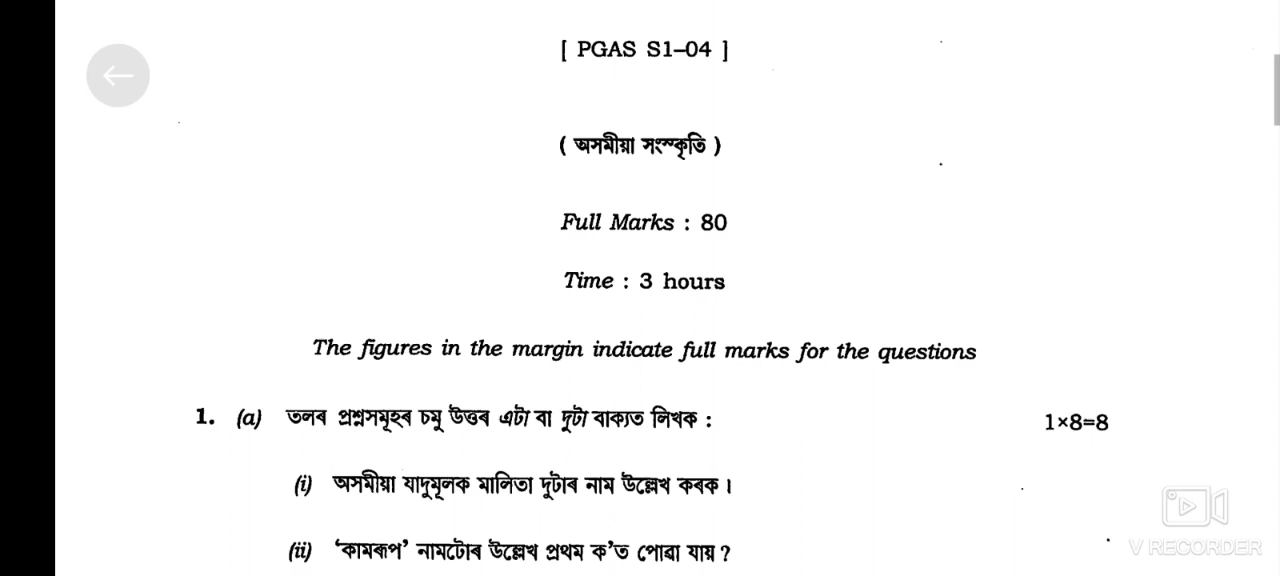 [ PGAS S1–04 ]
( অসমীয়া সংস্কৃতি )
Full Marks : 80
Time : 3 hours
The figures in the margin indicate full marks for the questions
1. (a) তলৰ প্ৰশ্নসমূহৰ চমু উত্তৰ এটা বা দুটা বাক্যত লিখক : 1×8=8
(i) অসমীয়া যাদুমূলক মালিতা দুটাৰ নাম উল্লেখ কৰক ।
(ii) ‘কামৰূপ’ নামটোৰ উল্লেখ প্ৰথম ক’ত পোৱা যায় ?
V RECORDER